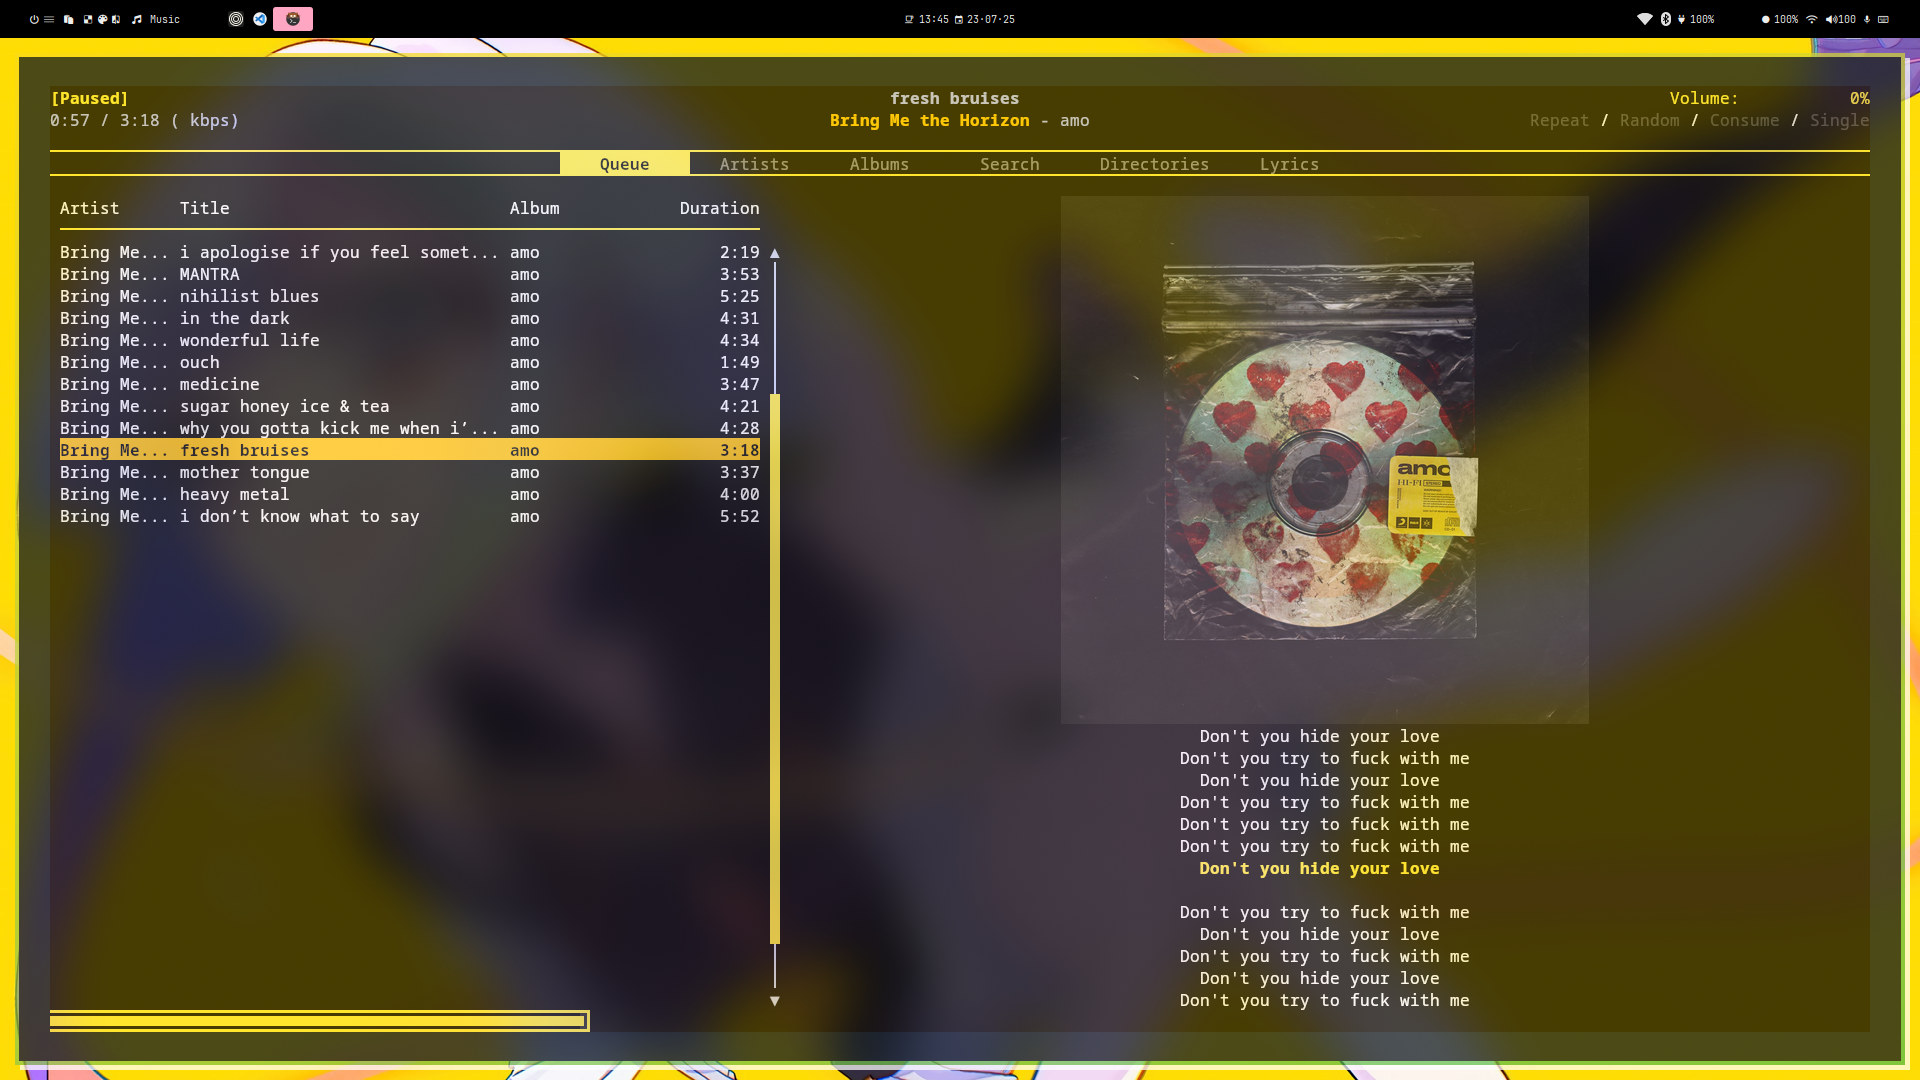 Music
13:45 23-07-25
100%
100%
100
[Paused]
fresh bruises
Volume: 0%
0:57 / 3:18 ( kbps)
Bring Me the Horizon - amo
Repeat / Random / Consume / Single
Queue Artists Albums Search Directories Lyrics
Artist Title Album Duration
Bring Me... i apologise if you feel somet... amo 2:19
Bring Me... MANTRA amo 3:53
Bring Me... nihilist blues amo 5:25
Bring Me... in the dark amo 4:31
Bring Me... wonderful life amo 4:34
Bring Me... ouch amo 1:49
Bring Me... medicine amo 3:47
Bring Me... sugar honey ice & tea amo 4:21
Bring Me... why you gotta kick me when i’... amo 4:28
Bring Me... fresh bruises amo 3:18
Bring Me... mother tongue amo 3:37
Bring Me... heavy metal amo 4:00
Bring Me... i don’t know what to say amo 5:52
amo
HI-FI STEREO
Don't you hide your love
Don't you try to fuck with me
Don't you hide your love
Don't you try to fuck with me
Don't you try to fuck with me
Don't you try to fuck with me
Don't you hide your love
Don't you try to fuck with me
Don't you hide your love
Don't you try to fuck with me
Don't you hide your love
Don't you try to fuck with me